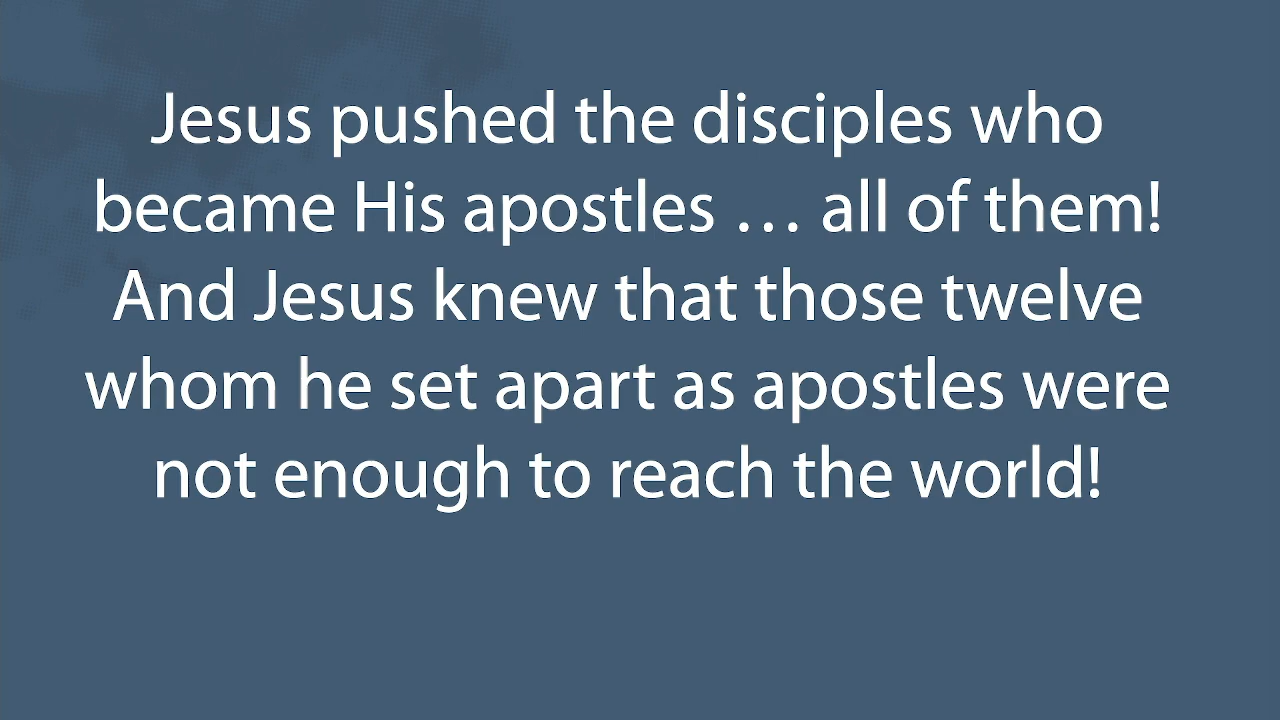 Jesus pushed the disciples who
became His apostles … all of them!
And Jesus knew that those twelve
whom he set apart as apostles were
not enough to reach the world!